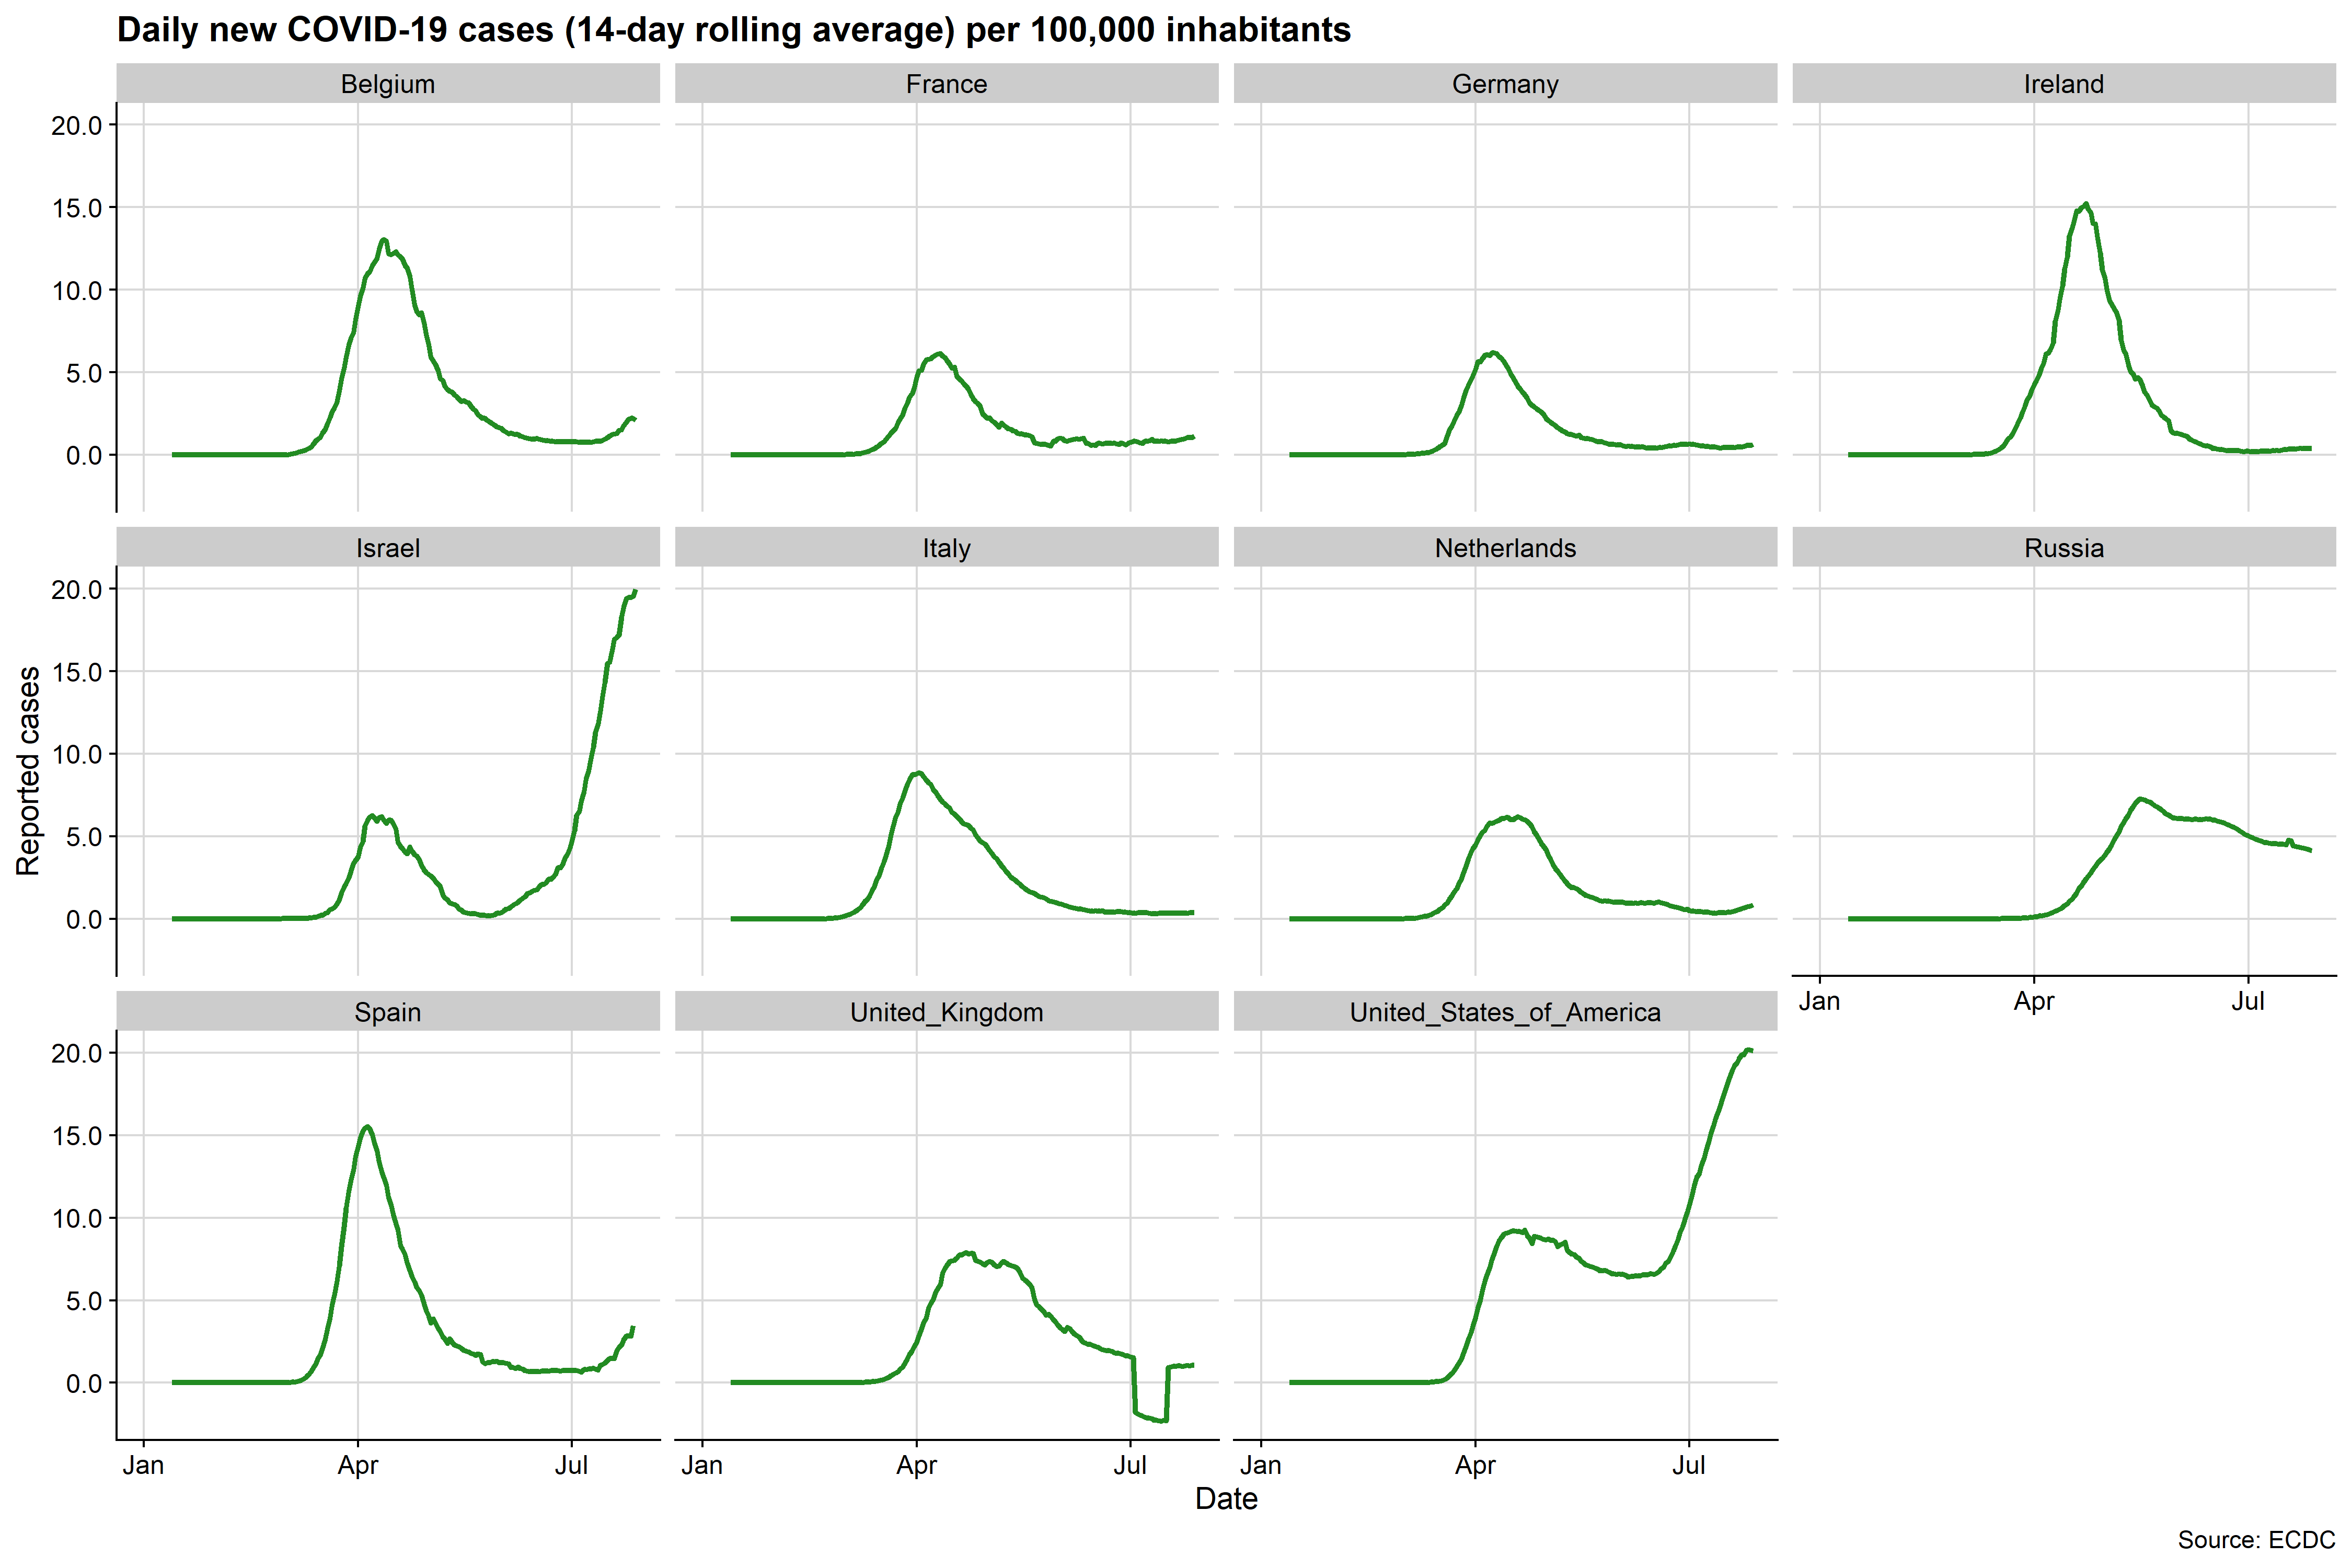 Daily new COVID-19 cases (14-day rolling average) per 100,000 inhabitants
Belgium
France
Germany
Ireland
20.0
15.0
10.0
5.0
0.0
Israel
Italy
Netherlands
Russia
20.0
15.0
10.0
5.0
0.0
Reported cases
Jan
Apr
Jul
Spain
United_Kingdom
United_States_of_America
20.0
15.0
10.0
5.0
0.0
Jan
Apr
Jul
Jan
Apr
Jul
Jan
Apr
Jul
Date
Source: ECDC